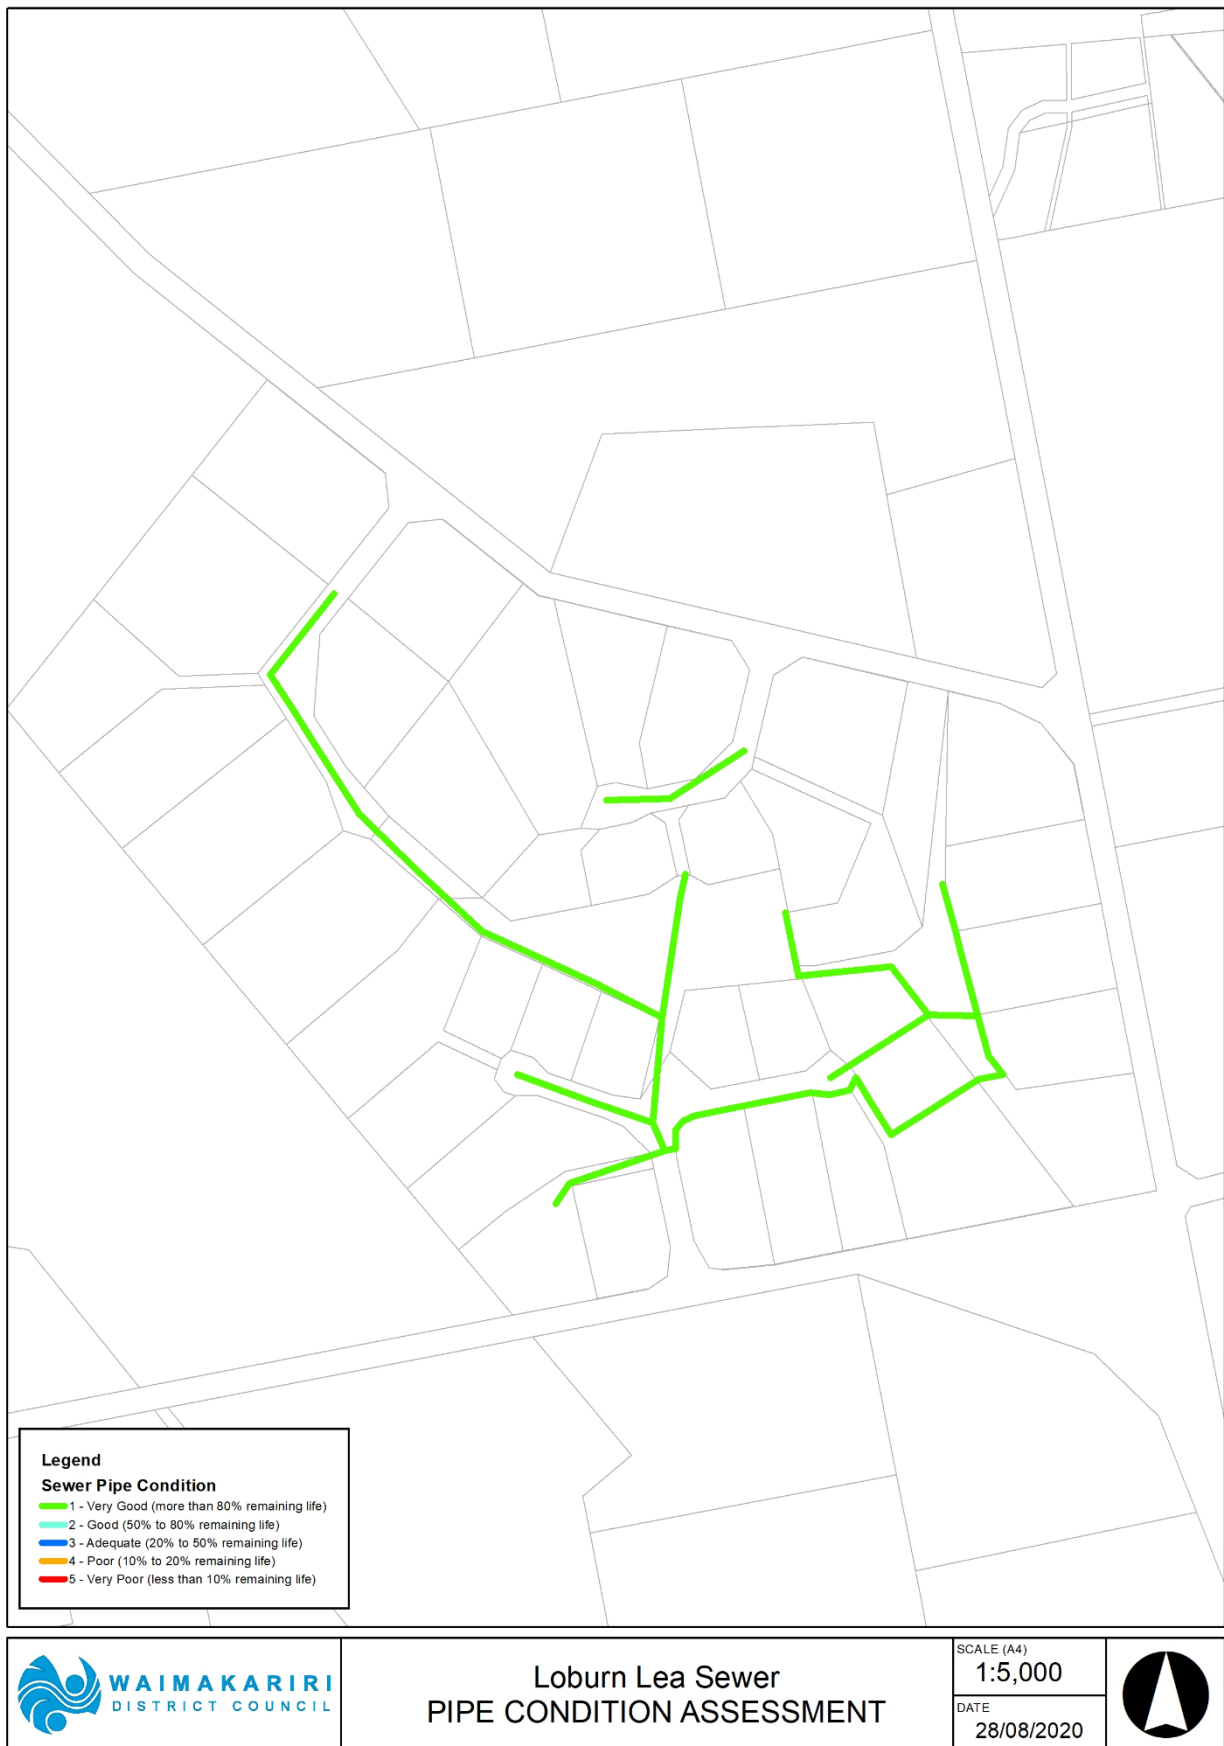 Legend
Sewer Pipe Condition
1 - Very Good (more than 80% remaining life)
2 - Good (50% to 80% remaining life)
3 - Adequate (20% to 50% remaining life)
4 - Poor (10% to 20% remaining life)
5 - Very Poor (less than 10% remaining life)
WAIMAKARIRI
DISTRICT COUNCIL
Loburn Lea Sewer
PIPE CONDITION ASSESSMENT
SCALE (A4)
1:5,000
DATE
28/08/2020